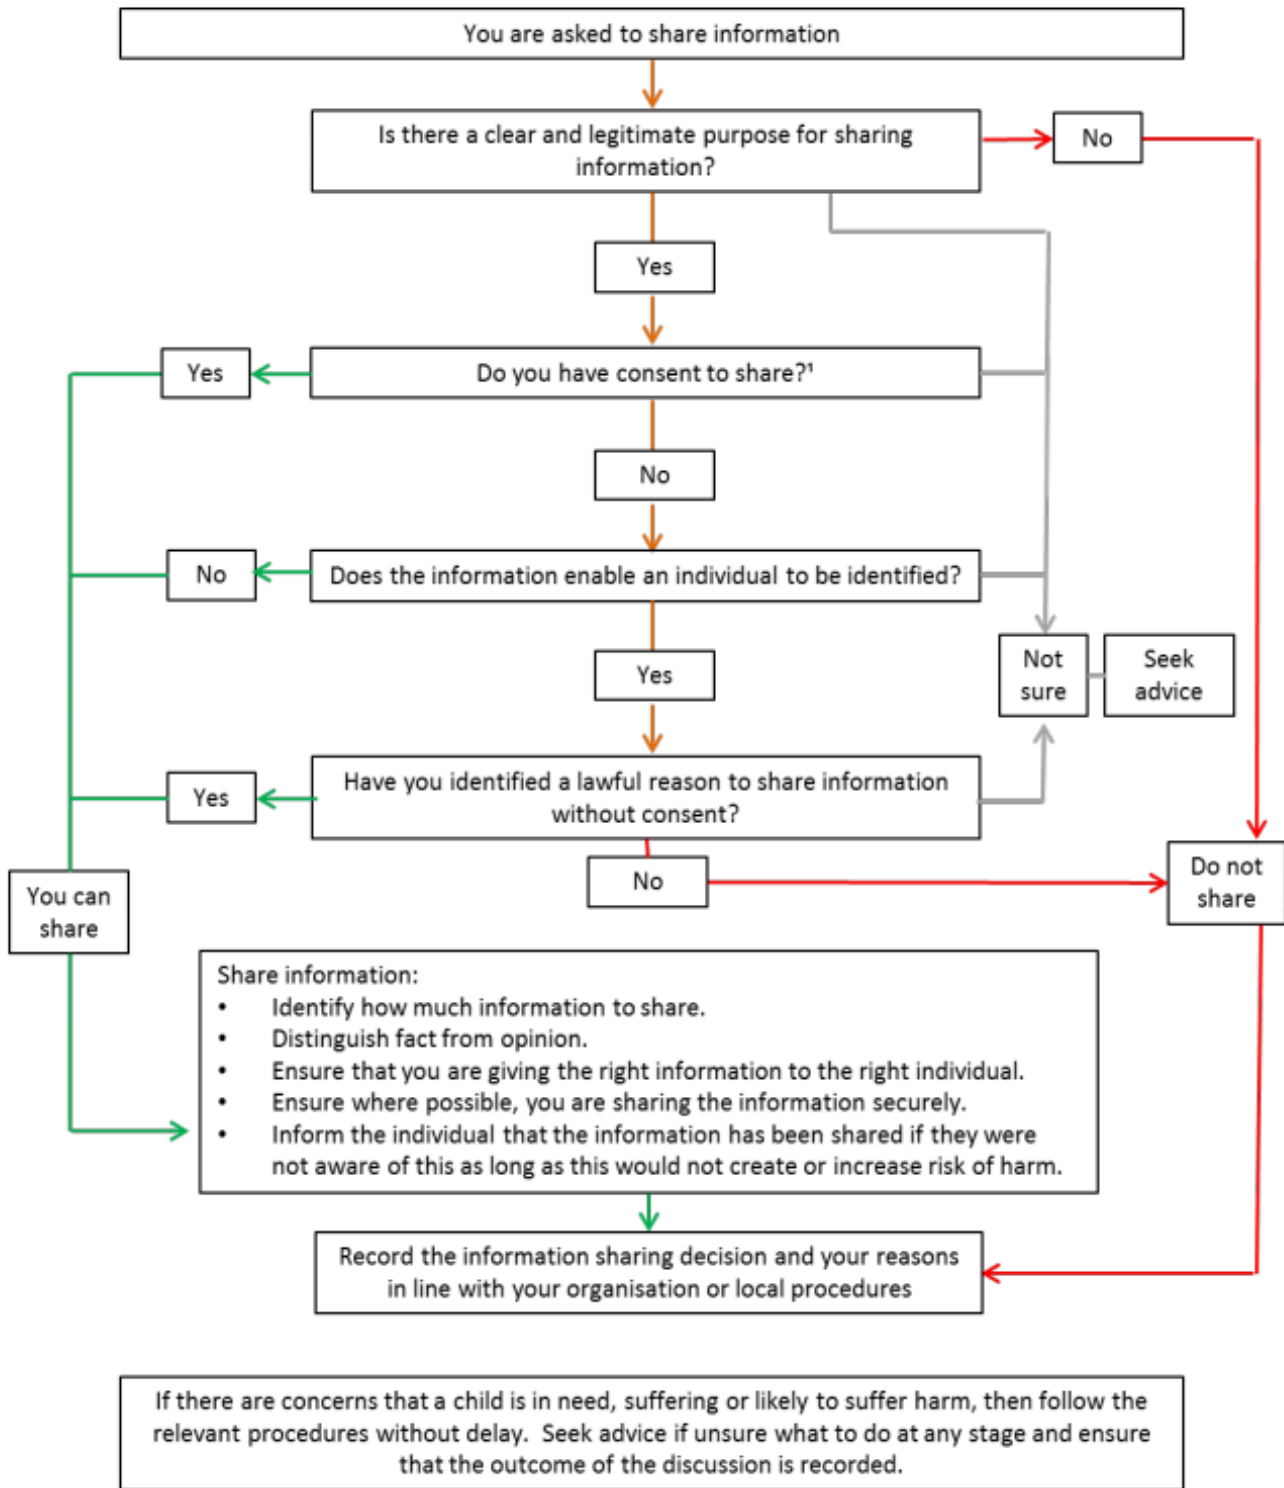 You are asked to share information
Is there a clear and legitimate purpose for sharing
information?
No
Yes
Yes
Do you have consent to share?¹
No
No
Does the information enable an individual to be identified?
Yes
Not
sure
Seek
advice
Yes
Have you identified a lawful reason to share information
without consent?
No
Do not
share
You can
share
Share information:
• Identify how much information to share.
• Distinguish fact from opinion.
• Ensure that you are giving the right information to the right individual.
• Ensure where possible, you are sharing the information securely.
• Inform the individual that the information has been shared if they were
not aware of this as long as this would not create or increase risk of harm.
Record the information sharing decision and your reasons
in line with your organisation or local procedures
If there are concerns that a child is in need, suffering or likely to suffer harm, then follow the
relevant procedures without delay. Seek advice if unsure what to do at any stage and ensure
that the outcome of the discussion is recorded.